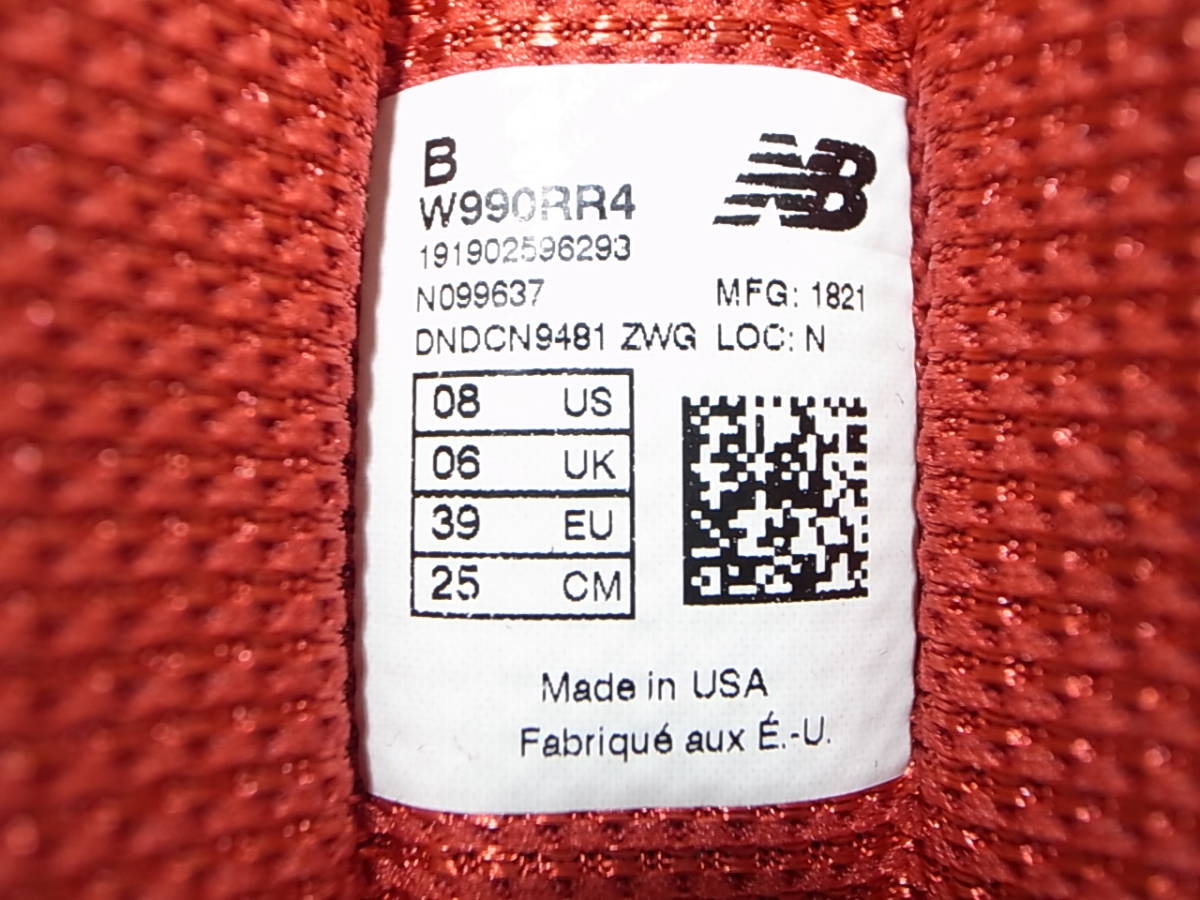 B
NB
W990RR4
191902596293
N099637 MFG: 1821
DNDCN9481 ZWG LOC: N
08 US
06 UK
39 EU
25 CM
Made in USA
Fabriqué aux É.-U.